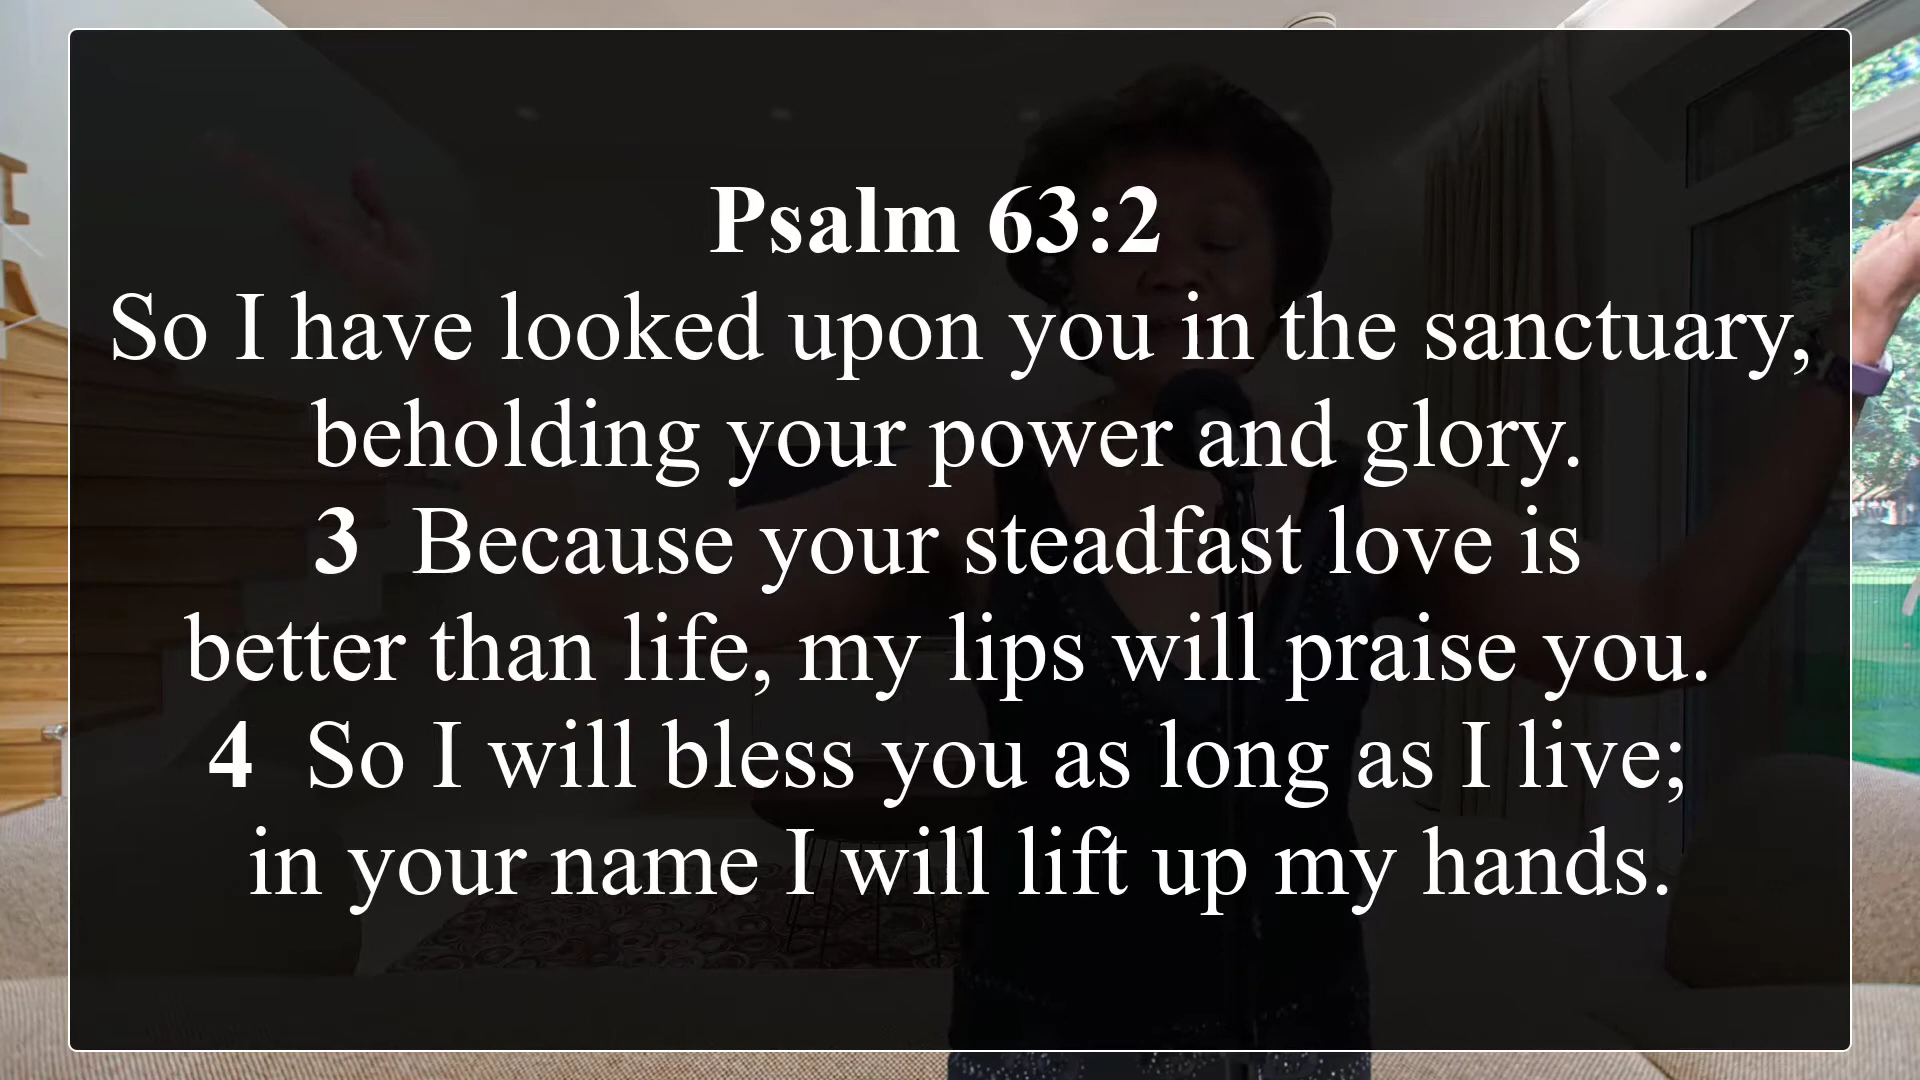 Psalm 63:2
So I have looked upon you in the sanctuary,
beholding your power and glory.
3 Because your steadfast love is
better than life, my lips will praise you.
4 So I will bless you as long as I live;
in your name I will lift up my hands.